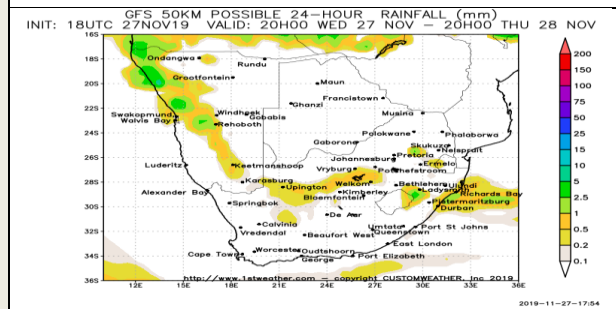 GFS 50KM POSSIBLE 24-HOUR RAINFALL (mm)
INIT: 18UTC 27NOV19 VALID: 20H00 WED 27 NOV - 20H00 THU 28 NOV
16S
18S
20S
22S
24S
26S
28S
30S
32S
34S
36S
Ondangwa
Rundu
Grootfontein
Maun
Francistown
Ghanzi
Musina
Swakopmund
Walvis Bay
Windhoek
Gobabis
Rehoboth
Polokwane
Phalaborwa
Gaborone
Skukuza
Nelspruit
Pretoria
Johannesburg
Ermelo
Luderitz
Keetmanshoop
Vryburg
Potchefstroom
Karasburg
Upington
Welkom
Bethlehem
Ulundi
Alexander Bay
Kimberley
Ladysmith
Richards Bay
Bloemfontein
Springbok
Pietermaritzburg
Durban
De Aar
Calvinia
Umtata
Port St Johns
Vredendal
Beaufort West
Queenstown
East London
Cape Town
Worcester
Oudtshoorn
George
Port Elizabeth
http://www.1stweather.com - copyright CUSTOMWEATHER, Inc 2019
12E 15E 18E 21E 24E 27E 30E 33E 36E
200
150
100
75
50
25
15
10
5
2.5
1
0.5
0.2
0.1
2019-11-27-17:54